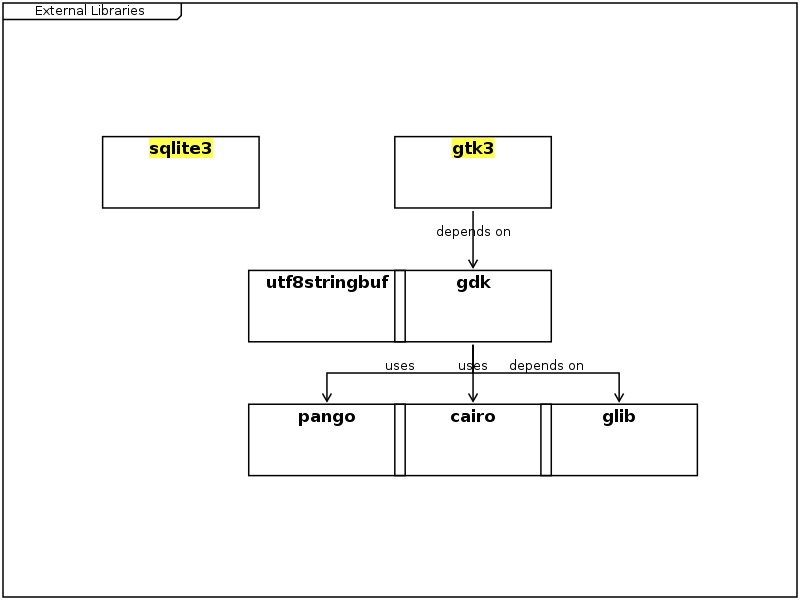 External Libraries
sqlite3
gtk3
depends on
utf8stringbuf
gdk
uses
uses
depends on
pango
cairo
glib